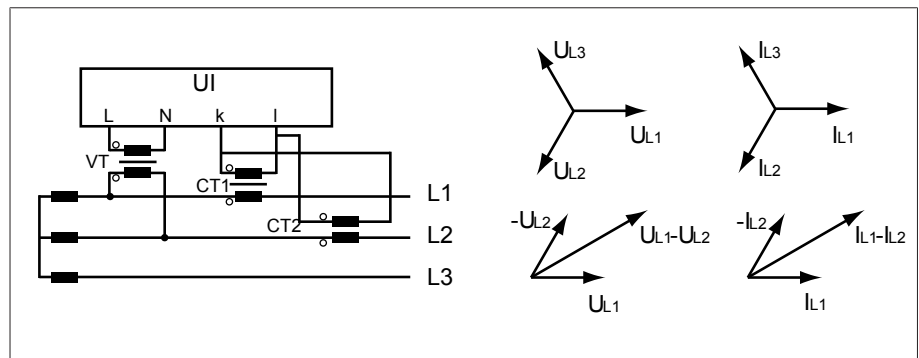 UI
L N k l
VT
CT1
CT2
L1
L2
L3
UL3
UL1
UL2
IL3
IL1
IL2
-UL2
UL1-UL2
UL1
-IL2
IL1-IL2
IL1